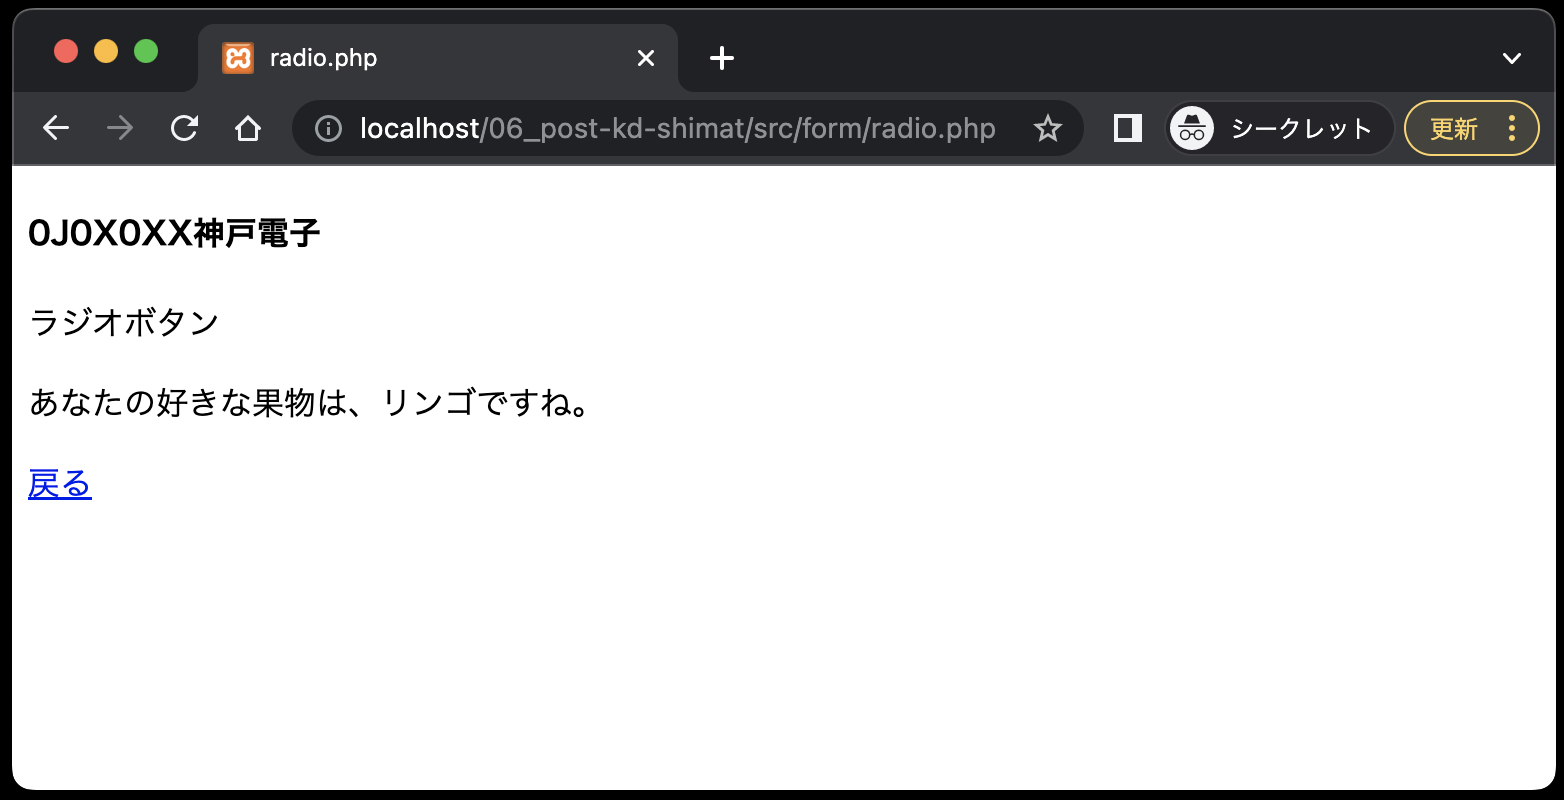 radio.php
localhost/06_post-kd-shimat/src/form/radio.php シークレット 更新
0J0X0XX神戸電子
ラジオボタン
あなたの好きな果物は、リンゴですね。
戻る